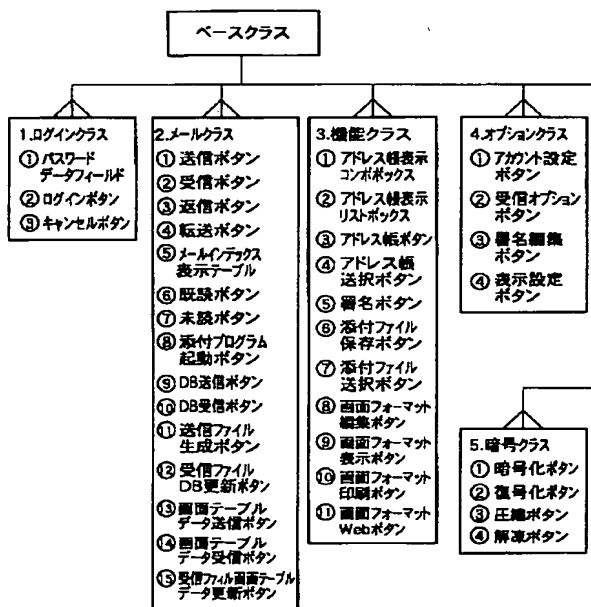 ベースクラス
1.ログインクラス
① パスワード
データフィールド
② ログインボタン
③ キャンセルボタン
2.メールクラス
① 送信ボタン
② 受信ボタン
③ 返信ボタン
④ 転送ボタン
⑤ メールインデックス
表示テーブル
⑥ 既読ボタン
⑦ 未読ボタン
⑧ 添付プログラム
起動ボタン
⑨ DB送信ボタン
⑩ DB受信ボタン
⑪ 送信ファイル
生成ボタン
⑫ 受信ファイル
DB更新ボタン
⑬ 画面テーブル
データ送信ボタン
⑭ 画面テーブル
データ受信ボタン
⑮ 受信ファィル画面テーブル
データ更新ボタン
3.機能クラス
① アドレス帳表示
コンボボックス
② アドレス帳表示
リストボックス
③ アドレス帳ボタン
④ アドレス帳
送択ボタン
⑤ 署名ボタン
⑥ 添付ファイル
保存ボタン
⑦ 添付ファイル
選択ボタン
⑧ 画面フォーマット
編集ボタン
⑨ 画面フォーマット
表示ボタン
⑩ 画面フォーマット
印刷ボタン
⑪ 画面フォーマット
Webボタン
4.オプションクラス
① アカウント設定
ボタン
② 受信オプション
ボタン
③ 署名編集
ボタン
④ 表示設定
ボタン
5.暗号クラス
① 暗号化ボタン
② 復号化ボタン
③ 圧縮ボタン
④ 解凍ボタン